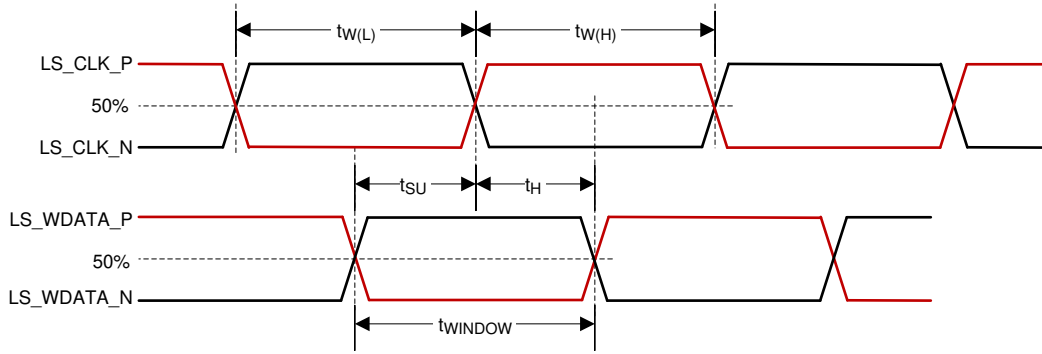 tW(L) tW(H)
LS_CLK_P
50%
LS_CLK_N
tSU tH
LS_WDATA_P
50%
LS_WDATA_N
tWINDOW